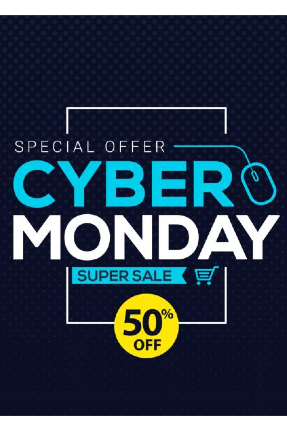 SPECIAL OFFER
CYBER
MONDAY
SUPER SALE
50%
OFF